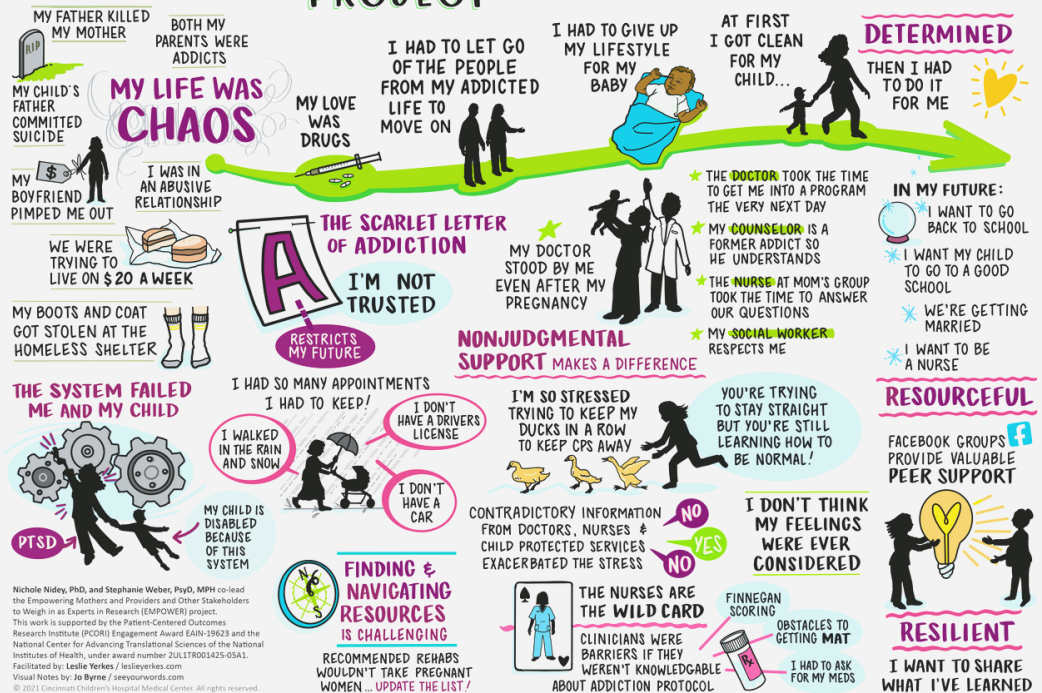 PROJECT
MY FATHER KILLED
MY MOTHER
RIP
BOTH MY
PARENTS WERE
ADDICTS
MY CHILD'S
FATHER
COMMITTED
SUICIDE
MY LIFE WAS
CHAOS
$
MY
BOYFRIEND
PIMPED ME OUT
I WAS IN
AN ABUSIVE
RELATIONSHIP
WE WERE
TRYING TO
LIVE ON $20 A WEEK
MY BOOTS AND COAT
GOT STOLEN AT THE
HOMELESS SHELTER
MY LOVE
WAS
DRUGS
I HAD TO LET GO
OF THE PEOPLE
FROM MY ADDICTED
LIFE TO
MOVE ON
I HAD TO GIVE UP
MY LIFESTYLE
FOR MY
BABY
AT FIRST
I GOT CLEAN
FOR MY
CHILD...
DETERMINED
THEN I HAD
TO DO IT
FOR ME
A
THE SCARLET LETTER
OF ADDICTION
I'M NOT
TRUSTED
RESTRICTS
MY FUTURE
MY DOCTOR
STOOD BY ME
EVEN AFTER MY
PREGNANCY
THE DOCTOR TOOK THE TIME
TO GET ME INTO A PROGRAM
THE VERY NEXT DAY
MY COUNSELOR IS A
FORMER ADDICT SO
HE UNDERSTANDS
THE NURSE AT MOM'S GROUP
TOOK THE TIME TO ANSWER
OUR QUESTIONS
MY SOCIAL WORKER
RESPECTS ME
NONJUDGMENTAL
SUPPORT MAKES A DIFFERENCE
IN MY FUTURE:
I WANT TO GO
BACK TO SCHOOL
I WANT MY CHILD
TO GO TO A GOOD
SCHOOL
WE'RE GETTING
MARRIED
I WANT TO BE
A NURSE
THE SYSTEM FAILED
ME AND MY CHILD
PTSD
MY CHILD IS
DISABLED
BECAUSE
OF THIS
SYSTEM
I HAD SO MANY APPOINTMENTS
I HAD TO KEEP!
I WALKED
IN THE RAIN
AND SNOW
I DON'T
HAVE A DRIVERS
LICENSE
I DON'T
HAVE A
CAR
I'M SO STRESSED
TRYING TO KEEP MY
DUCKS IN A ROW
TO KEEP CPS AWAY
YOU'RE TRYING
TO STAY STRAIGHT
BUT YOU'RE STILL
LEARNING HOW TO
BE NORMAL!
CONTRADICTORY INFORMATION
FROM DOCTORS, NURSES &
CHILD PROTECTED SERVICES
EXACERBATED THE STRESS
NO
YES
NO
I DON'T THINK
MY FEELINGS
WERE EVER
CONSIDERED
RESOURCEFUL
FACEBOOK GROUPS
f
PROVIDE VALUABLE
PEER SUPPORT
N
S
FINDING &
NAVIGATING
RESOURCES
IS CHALLENGING
RECOMMENDED REHABS
WOULDN'T TAKE PREGNANT
WOMEN... UPDATE THE LIST!
THE NURSES ARE
THE WILD CARD
CLINICIANS WERE
BARRIERS IF THEY
WEREN'T KNOWLEDGABLE
ABOUT ADDICTION PROTOCOL
FINNEGAN
SCORING
OBSTACLES TO
GETTING MAT
Rx
I HAD TO ASK
FOR MY MEDS
RESILIENT
I WANT TO SHARE
WHAT I'VE LEARNED
Nichole Nidey, PhD, and Stephanie Weber, PsyD, MPH co-lead
the Empowering Mothers and Providers and Other Stakeholders
to Weigh in as Experts in Research (EMPOWER) project.
This work is supported by the Patient-Centered Outcomes
Research Institute (PCORI) Engagement Award EAIN-19623 and the
National Center for Advancing Translational Sciences of the National
Institutes of Health, under award number 2UL1TR001425-05A1.
Facilitated by: Leslie Yerkes / leslieyerkes.com
Visual Notes by: Jo Byrne / seeyourwords.com
© 2021 Cincinnati Children's Hospital Medical Center. All rights reserved.